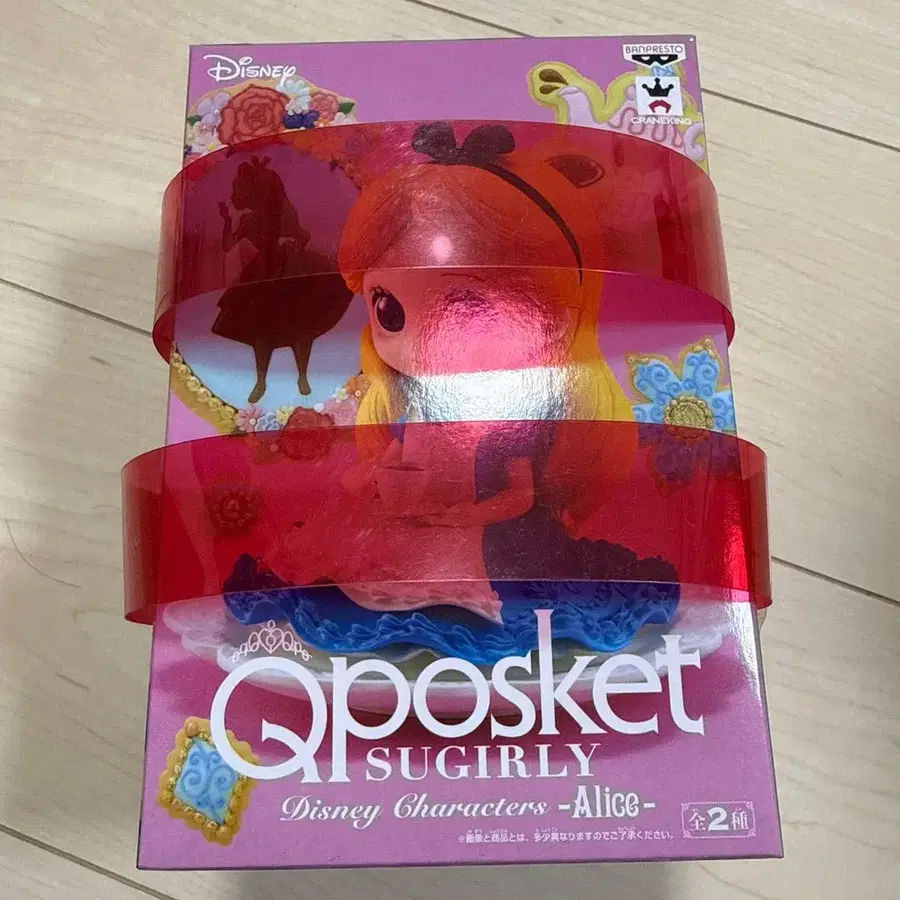 Disney
BANPRESTO
CRANEKING
Qposket
SUGIRLY
Disney Characters -Alice-
全2種
※画像と商品とは、多少異なりますのでご了承ください。